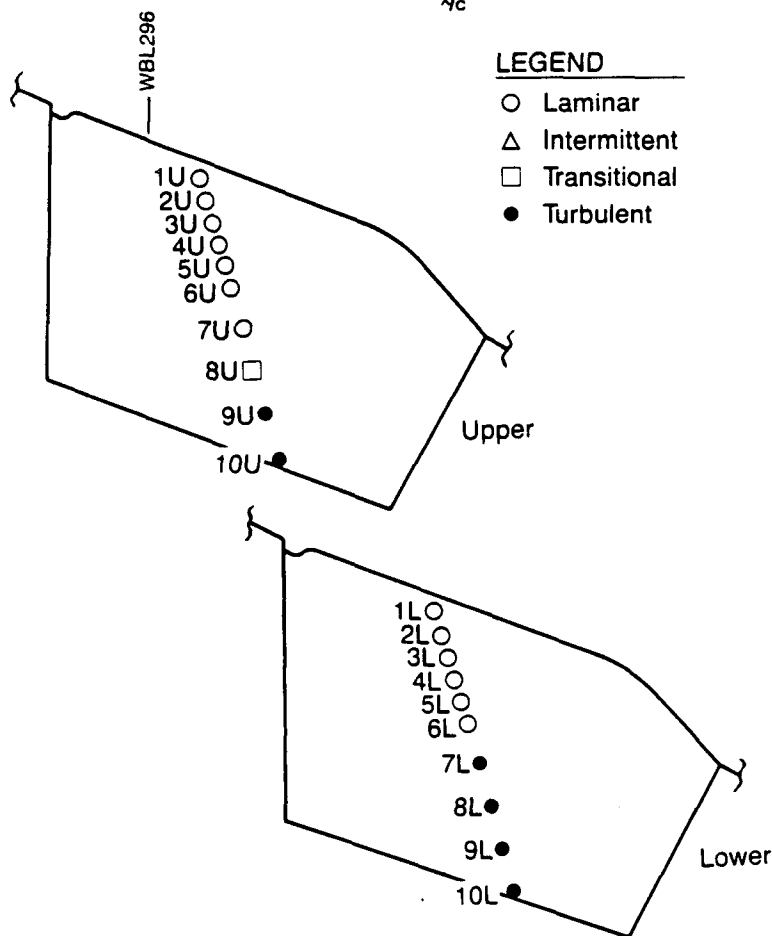 x/c
WBL296
LEGEND
Laminar
Intermittent
Transitional
Turbulent
1U
2U
3U
4U
5U
6U
7U
8U
9U
10U
Upper
1L
2L
3L
4L
5L
6L
7L
8L
9L
10L
Lower